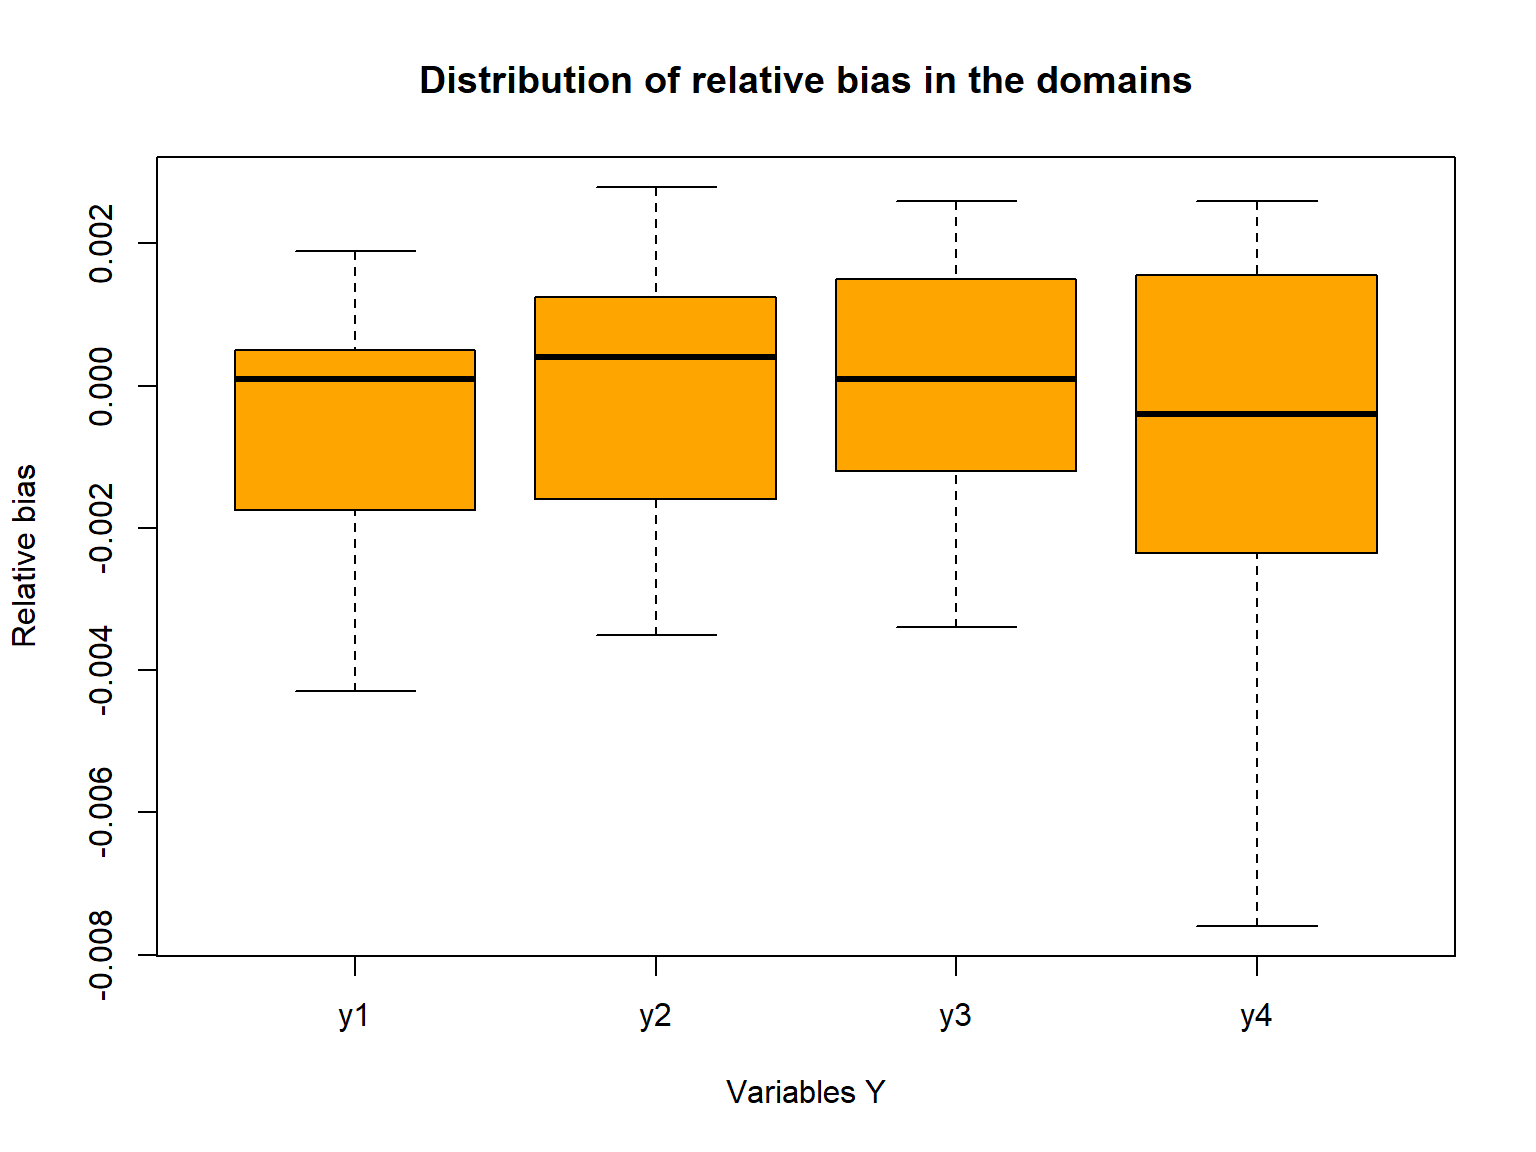 Distribution of relative bias in the domains
Relative bias
0.002
0.000
-0.002
-0.004
-0.006
-0.008
y1
y2
y3
y4
Variables Y